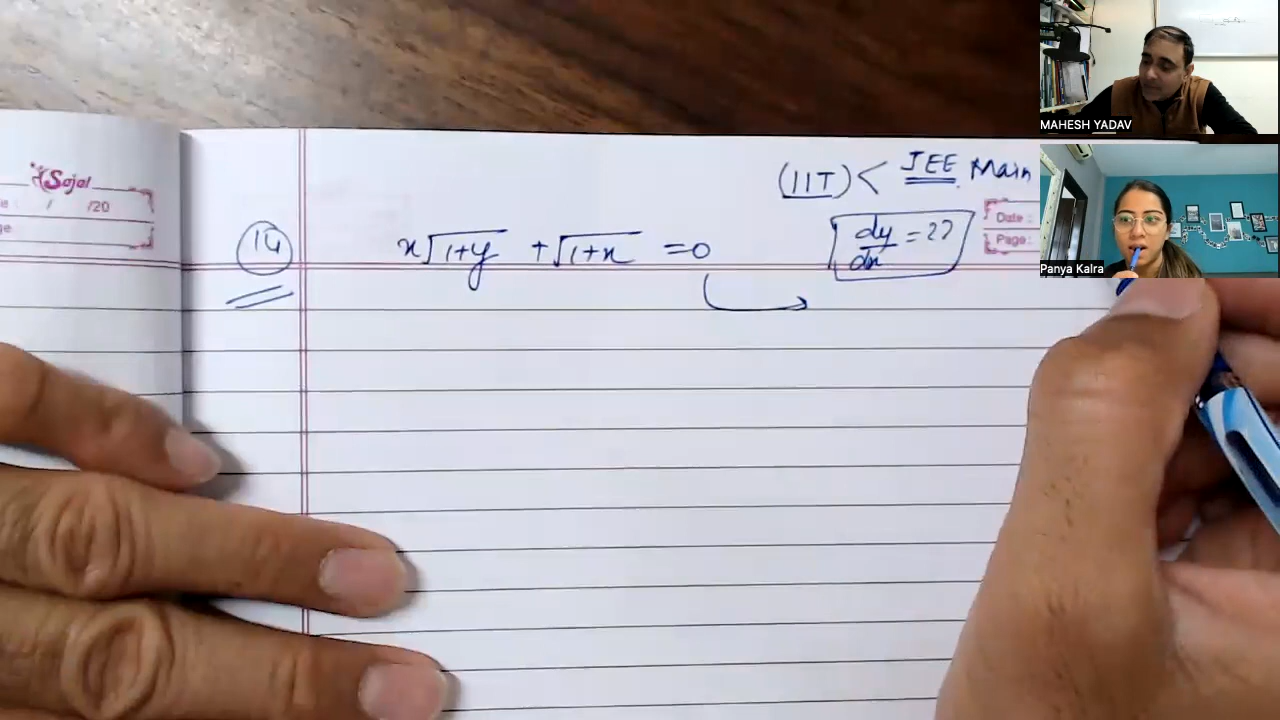 (IIT) < JEE Main
Sajal
/ /20
Date :
Page :
14
x√1+y + √1+x = 0
dy/dx = ??
MAHESH YADAV
Panya Kalra